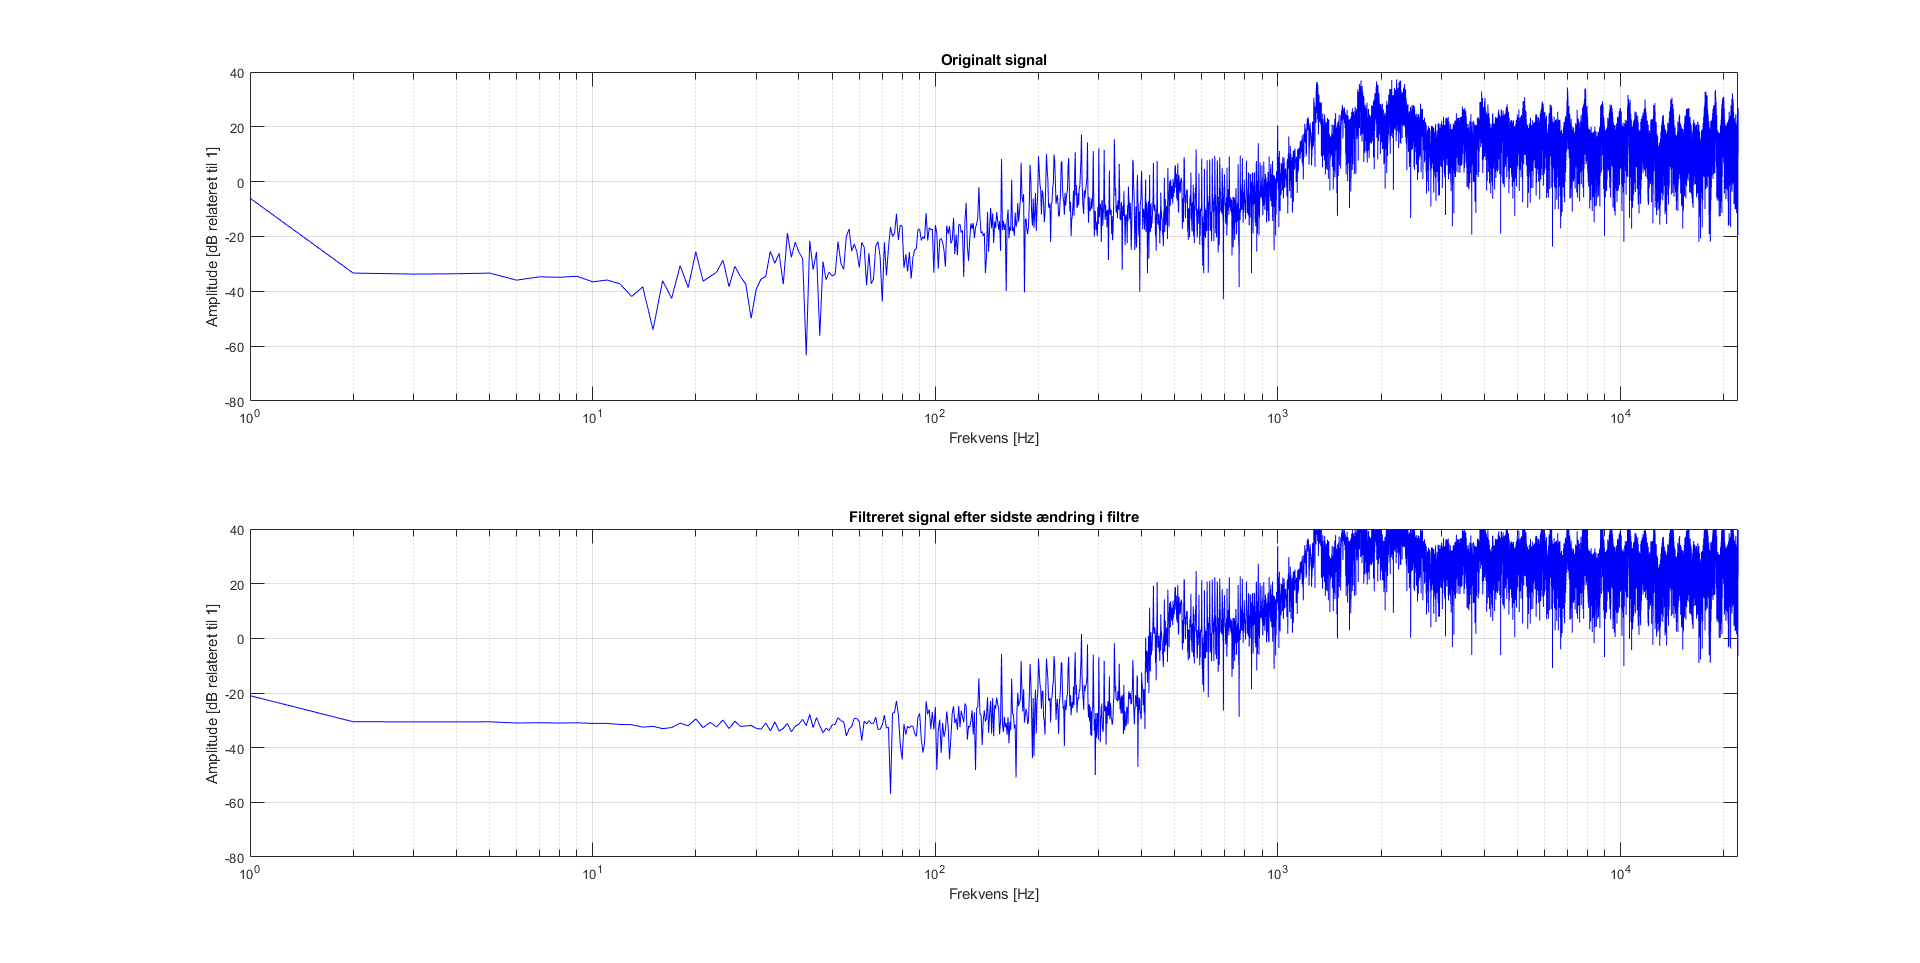 Originalt signal
40
20
0
-20
-40
-60
-80
Amplitude [dB relateret til 1]
10^0 10^1 10^2 10^3 10^4
Frekvens [Hz]
Filtreret signal efter sidste ændring i filtre
40
20
0
-20
-40
-60
-80
Amplitude [dB relateret til 1]
10^0 10^1 10^2 10^3 10^4
Frekvens [Hz]